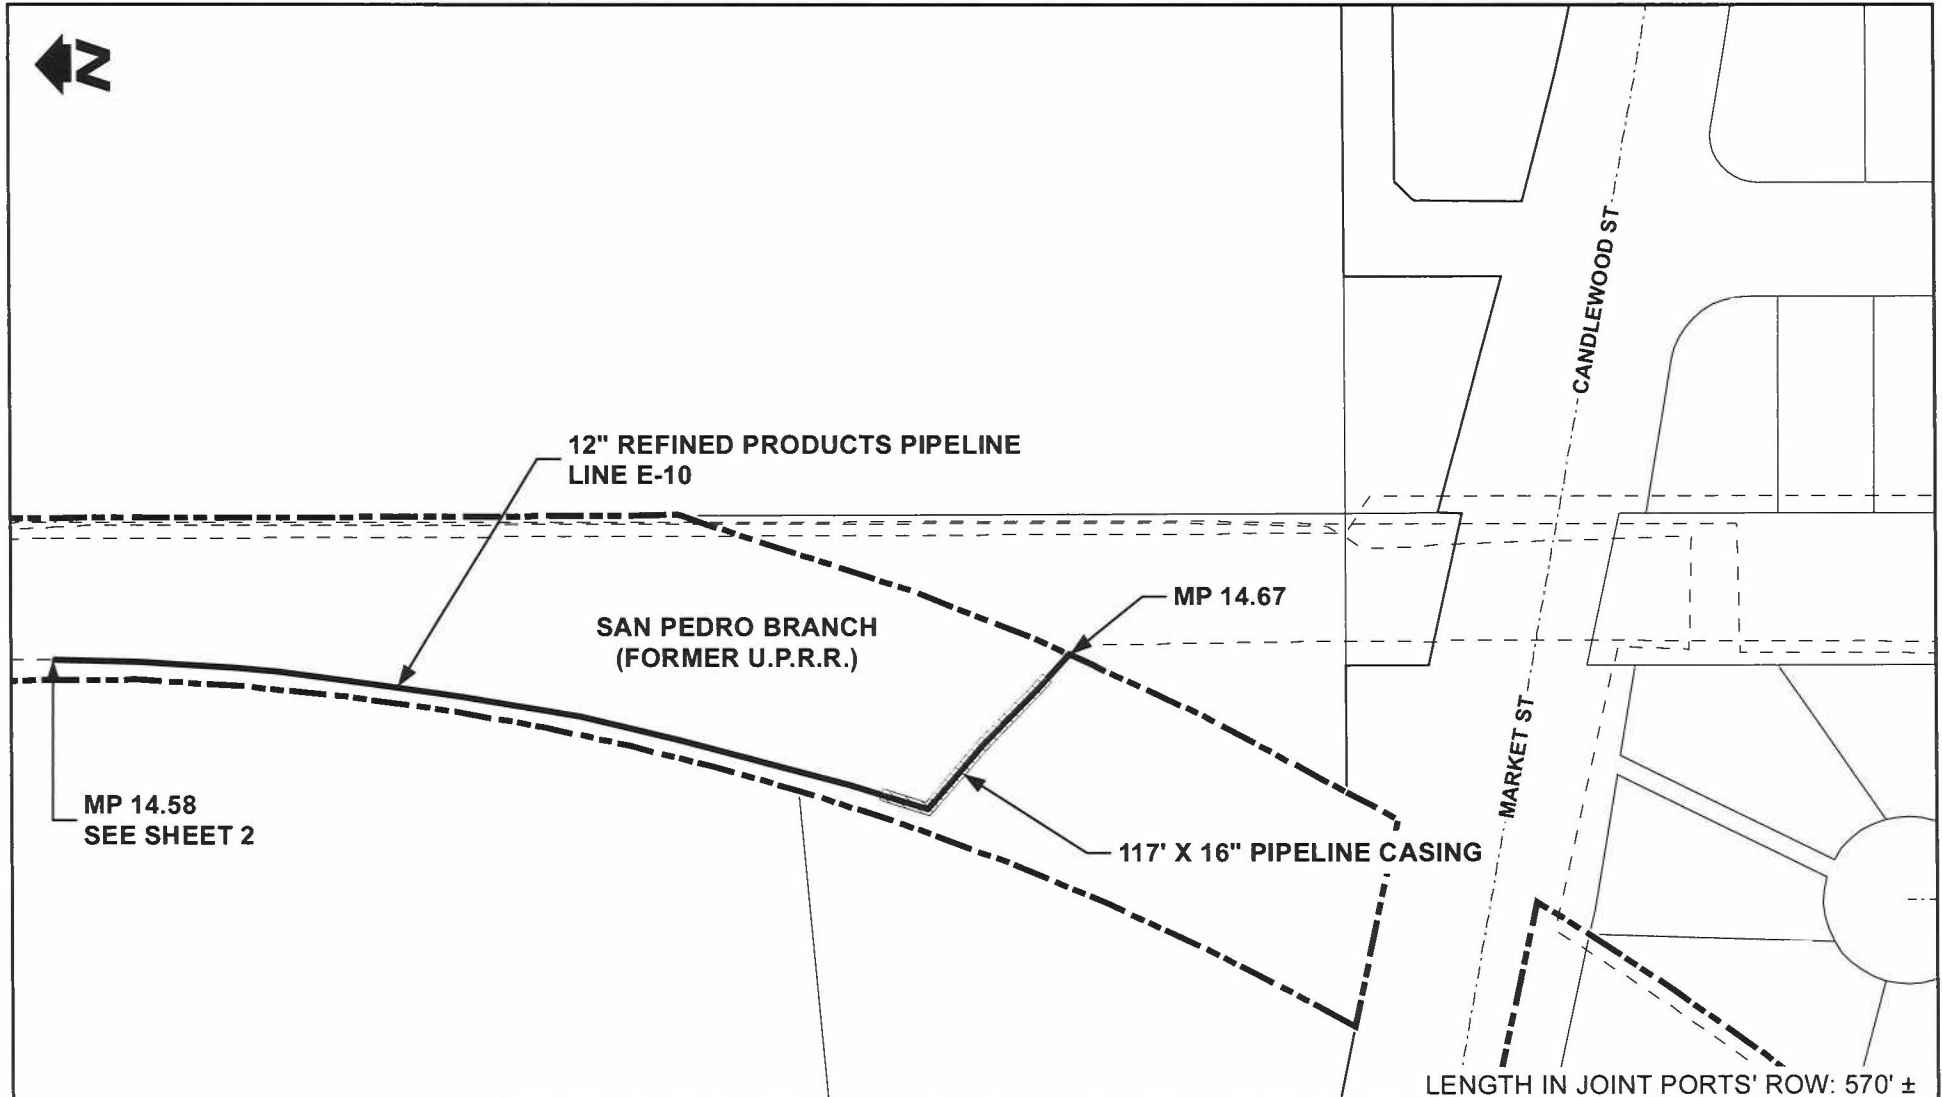 N
12" REFINED PRODUCTS PIPELINE
LINE E-10
SAN PEDRO BRANCH
(FORMER U.P.R.R.)
MP 14.67
CANDLEWOOD ST
MARKET ST
MP 14.58
SEE SHEET 2
117' X 16" PIPELINE CASING
LENGTH IN JOINT PORTS' ROW: 570' ±